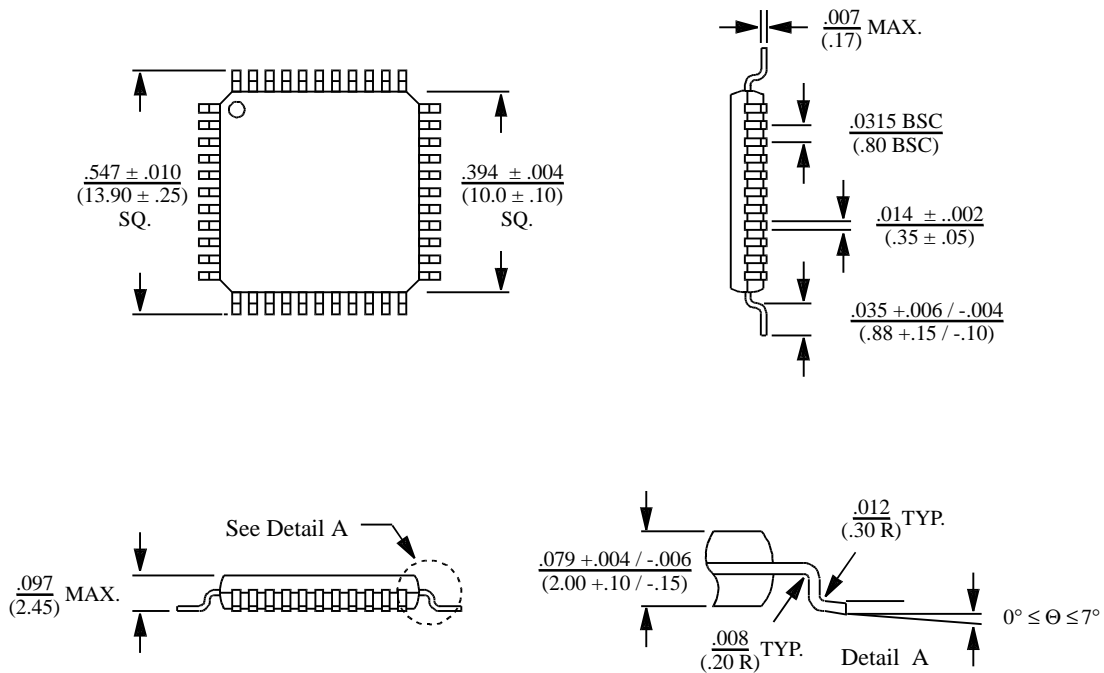 .007
(.17) MAX.
.547 ± .010
(13.90 ± .25)
SQ.
.394 ± .004
(10.0 ± .10)
SQ.
.0315 BSC
(.80 BSC)
.014 ± ..002
(.35 ± .05)
.035 +.006 / -.004
(.88 +.15 / -.10)
See Detail A
.097
(2.45) MAX.
.079 +.004 / -.006
(2.00 +.10 / -.15)
.012
(.30 R) TYP.
.008
(.20 R) TYP.
0° ≤ Θ ≤ 7°
Detail A